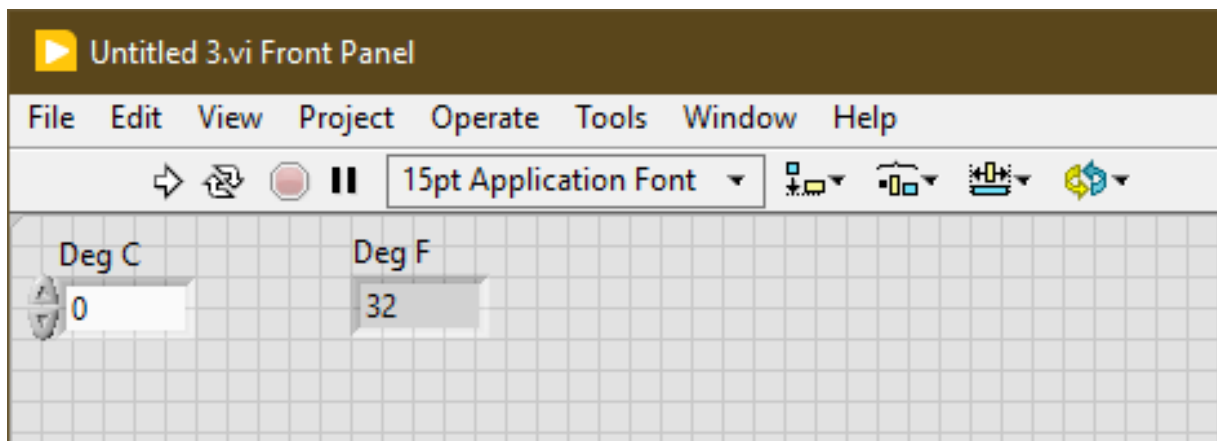 Untitled 3.vi Front Panel
File Edit View Project Operate Tools Window Help
15pt Application Font
Deg C Deg F
0 32